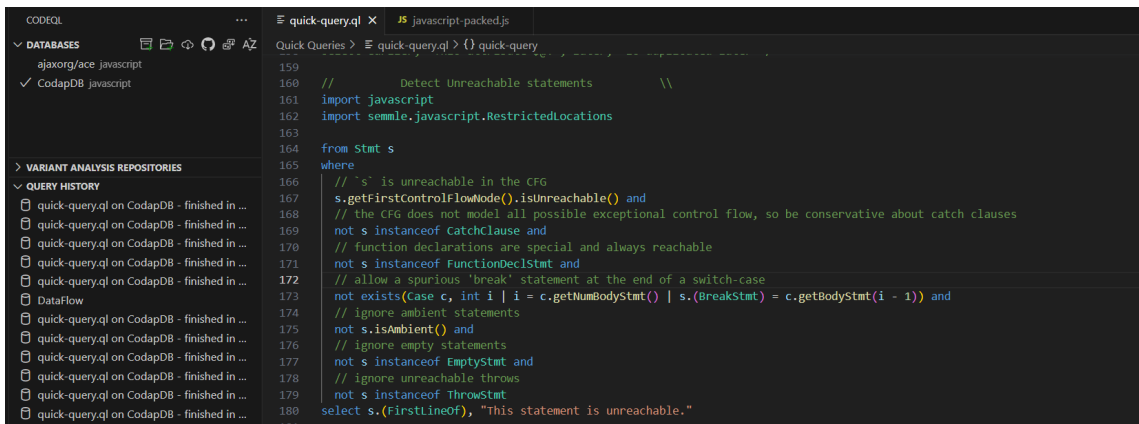 CODEQL
···
quick-query.ql
JS javascript-packed.js
DATABASES
Quick Queries > quick-query.ql > {} quick-query
ajaxorg/ace javascript
CodapDB javascript
VARIANT ANALYSIS REPOSITORIES
QUERY HISTORY
quick-query.ql on CodapDB - finished in ...
quick-query.ql on CodapDB - finished in ...
quick-query.ql on CodapDB - finished in ...
quick-query.ql on CodapDB - finished in ...
quick-query.ql on CodapDB - finished in ...
DataFlow
quick-query.ql on CodapDB - finished in ...
quick-query.ql on CodapDB - finished in ...
quick-query.ql on CodapDB - finished in ...
quick-query.ql on CodapDB - finished in ...
quick-query.ql on CodapDB - finished in ...
quick-query.ql on CodapDB - finished in ...
159
160 // Detect Unreachable statements \\
161 import javascript
162 import semmle.javascript.RestrictedLocations
163
164 from Stmt s
165 where
166 // `s` is unreachable in the CFG
167 s.getFirstControlFlowNode().isUnreachable() and
168 // the CFG does not model all possible exceptional control flow, so be conservative about catch clauses
169 not s instanceof CatchClause and
170 // function declarations are special and always reachable
171 not s instanceof FunctionDeclStmt and
172 // allow a spurious 'break' statement at the end of a switch-case
173 not exists(Case c, int i | i = c.getNumBodyStmt() | s.(BreakStmt) = c.getBodyStmt(i - 1)) and
174 // ignore ambient statements
175 not s.isAmbient() and
176 // ignore empty statements
177 not s instanceof EmptyStmt and
178 // ignore unreachable throws
179 not s instanceof ThrowStmt
180 select s.(FirstLineOf), "This statement is unreachable."